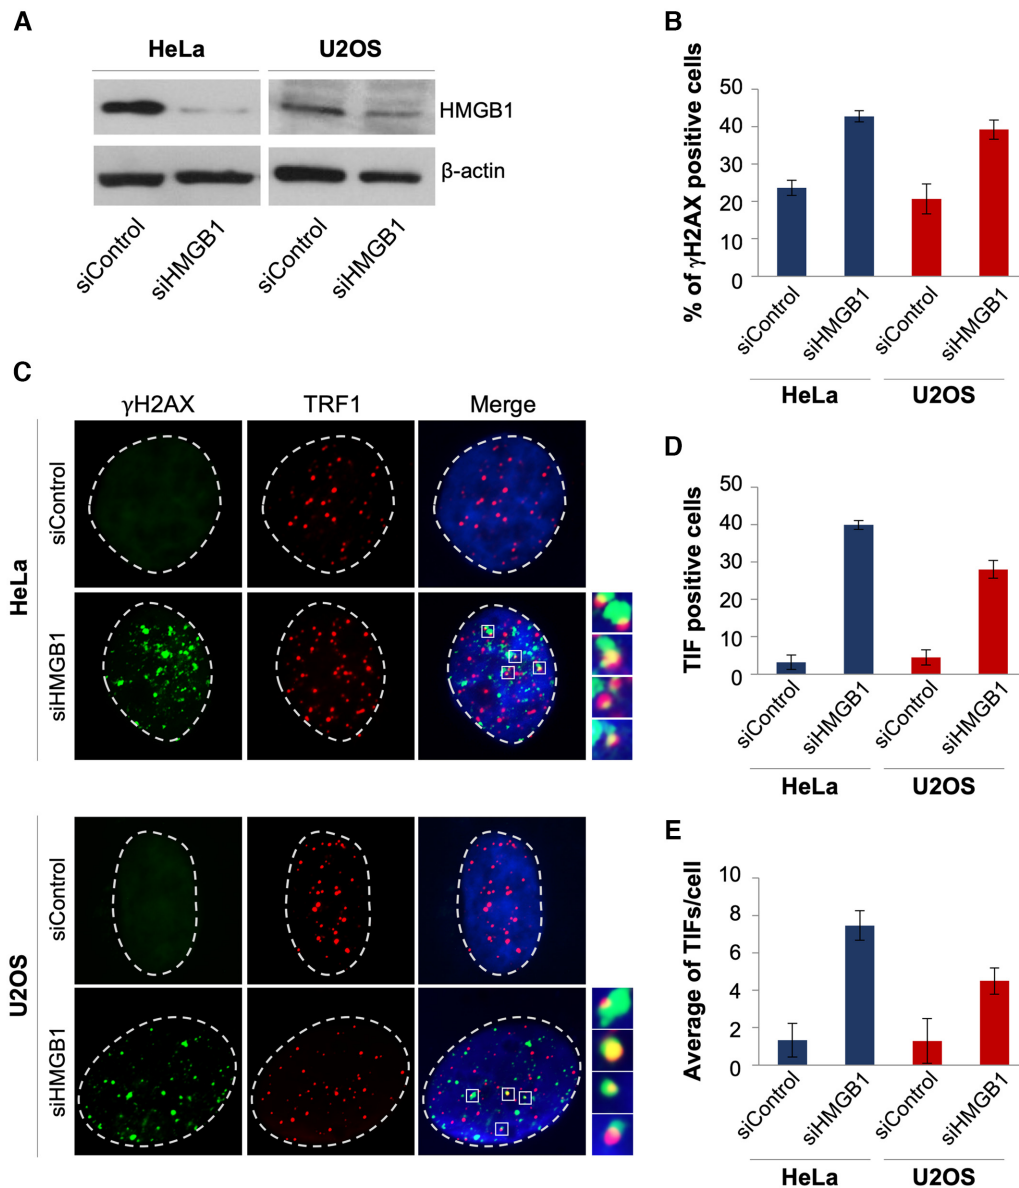 A
HeLa
U2OS
HMGB1
β-actin
siControl
siHMGB1
siControl
siHMGB1
B
% of γH2AX positive cells
50
40
30
20
10
0
siControl
siHMGB1
siControl
siHMGB1
HeLa
U2OS
C
γH2AX
TRF1
Merge
HeLa
siControl
siHMGB1
U2OS
siControl
siHMGB1
D
TIF positive cells
50
40
30
20
10
0
siControl
siHMGB1
siControl
siHMGB1
HeLa
U2OS
E
Average of TIFs/cell
10
8
6
4
2
0
siControl
siHMGB1
siControl
siHMGB1
HeLa
U2OS